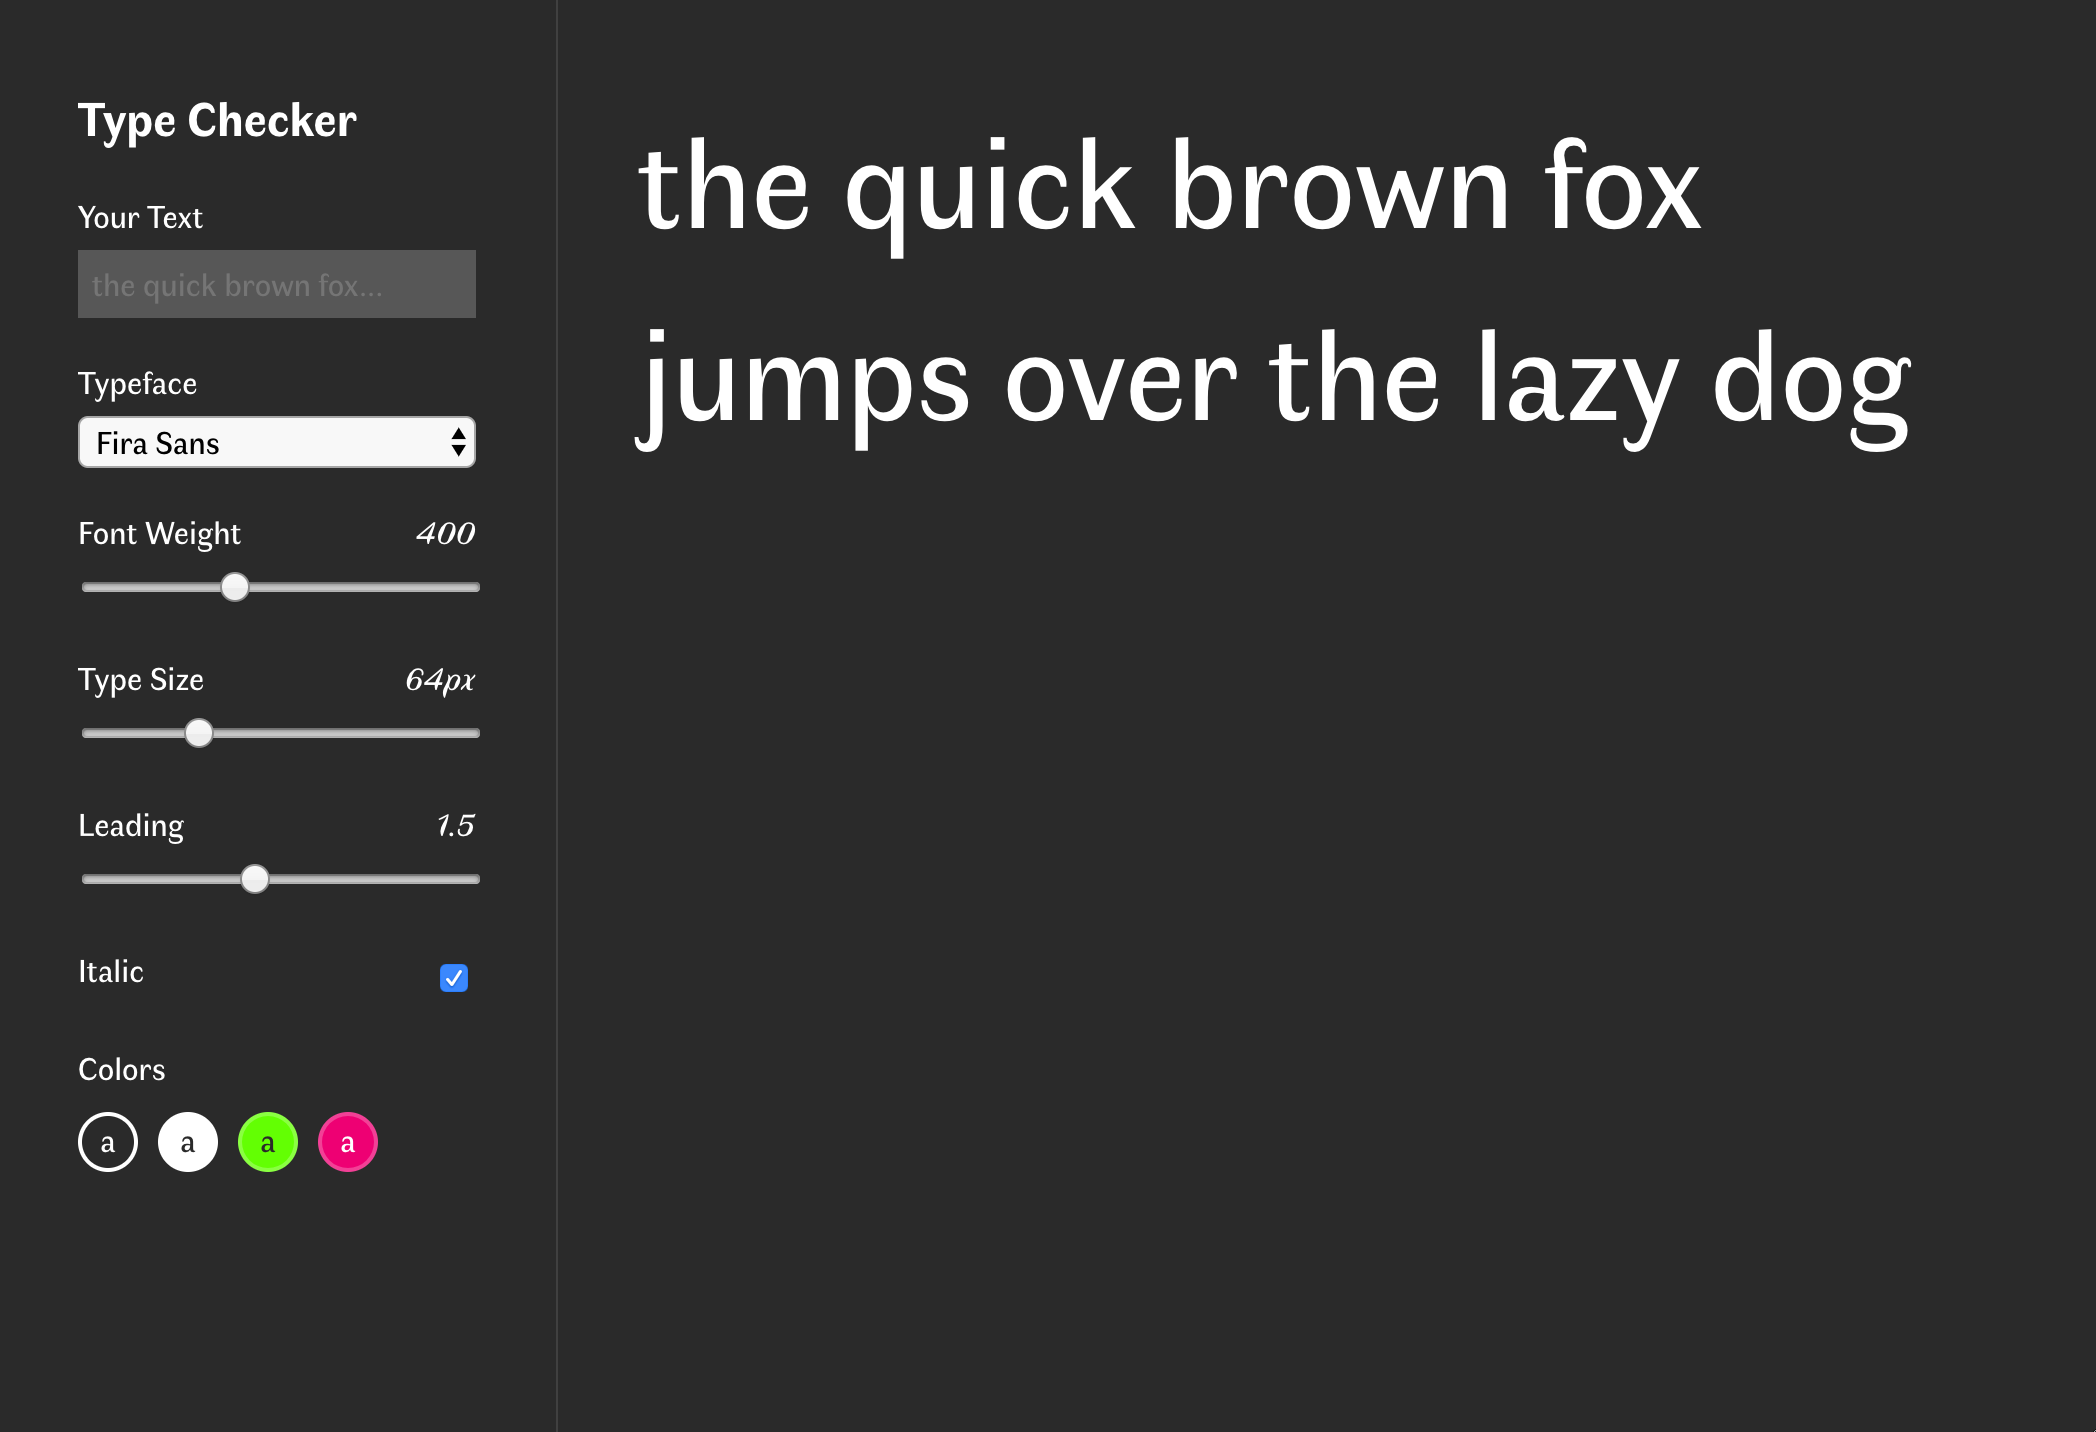 Type Checker
Your Text
the quick brown fox...
Typeface
Fira Sans
Font Weight 400
Type Size 64px
Leading 1.5
Italic
Colors
a a a a
the quick brown fox
jumps over the lazy dog